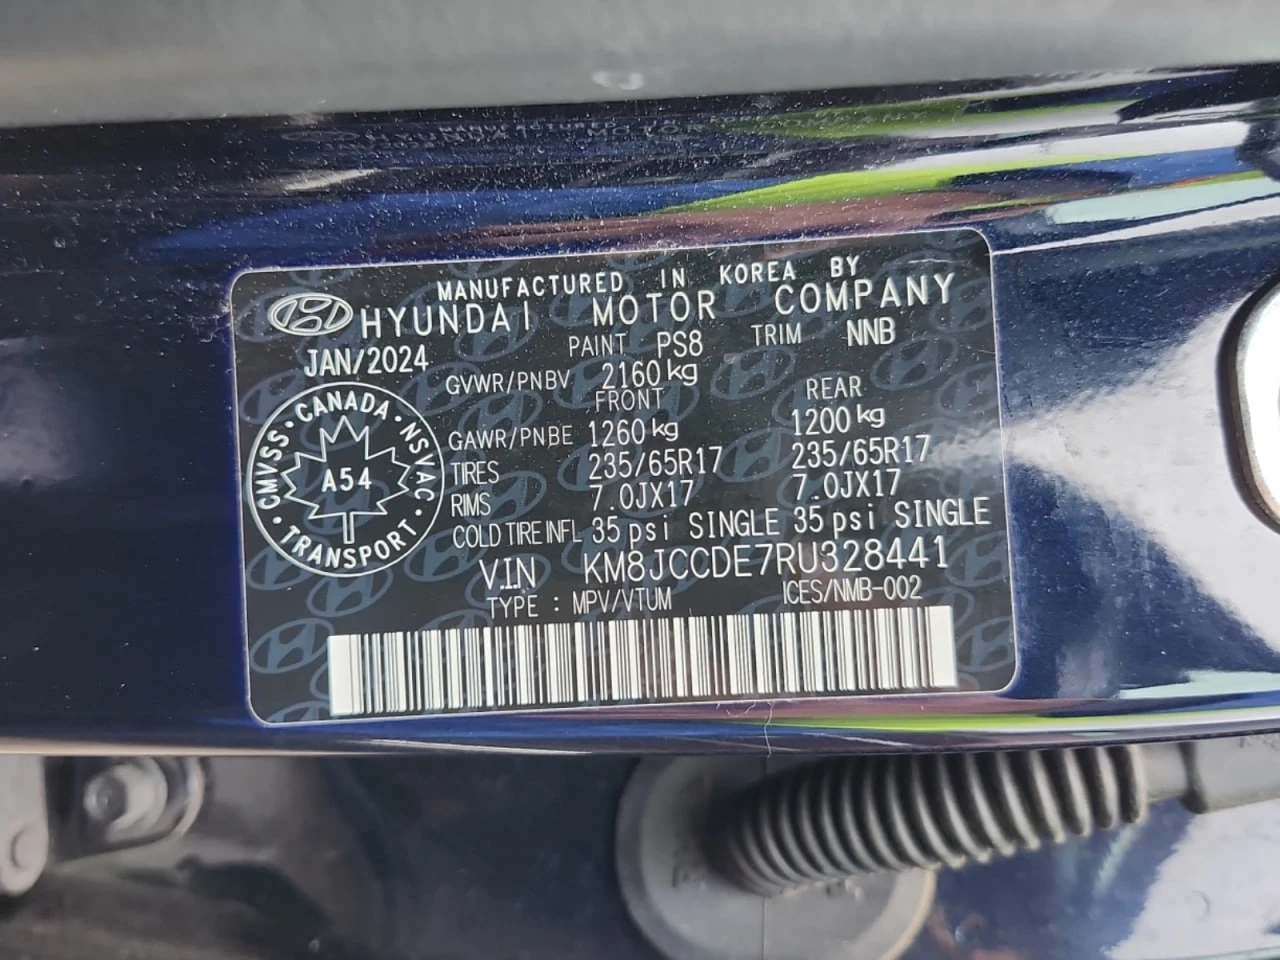 MANUFACTURED IN KOREA BY
HYUNDAI MOTOR COMPANY
JAN/2024 PAINT PS8 TRIM NNB
GVWR/PNBV 2160 kg
FRONT REAR
GAWR/PNBE 1260 kg 1200 kg
TIRES 235/65R17 235/65R17
RIMS 7.0JX17 7.0JX17
COLD TIRE INFL 35 psi SINGLE 35 psi SINGLE
V.I.N KM8JCCDE7RU328441
TYPE : MPV/VTUM ICES/NMB-002
CMVSS · CANADA · NSVAC · TRANSPORT ·
A54